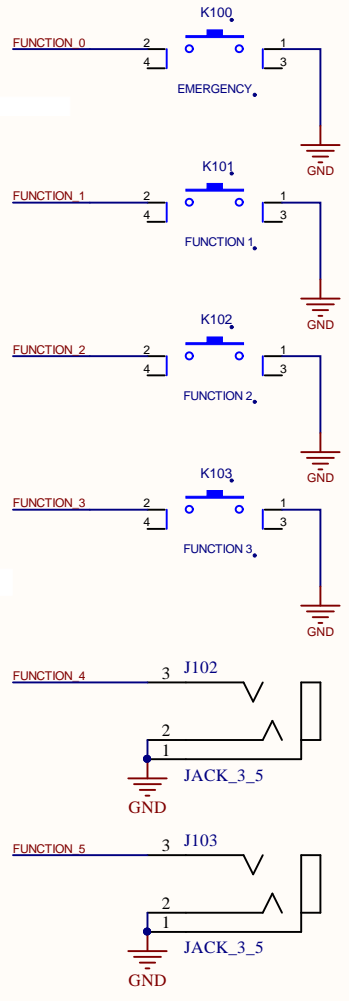 K100
FUNCTION_0 2 1
4 3
EMERGENCY
GND
K101
FUNCTION_1 2 1
4 3
FUNCTION 1
GND
K102
FUNCTION_2 2 1
4 3
FUNCTION 2
GND
K103
FUNCTION_3 2 1
4 3
FUNCTION 3
GND
FUNCTION_4 3 J102
2
1
JACK_3_5
GND
FUNCTION_5 3 J103
2
1
JACK_3_5
GND